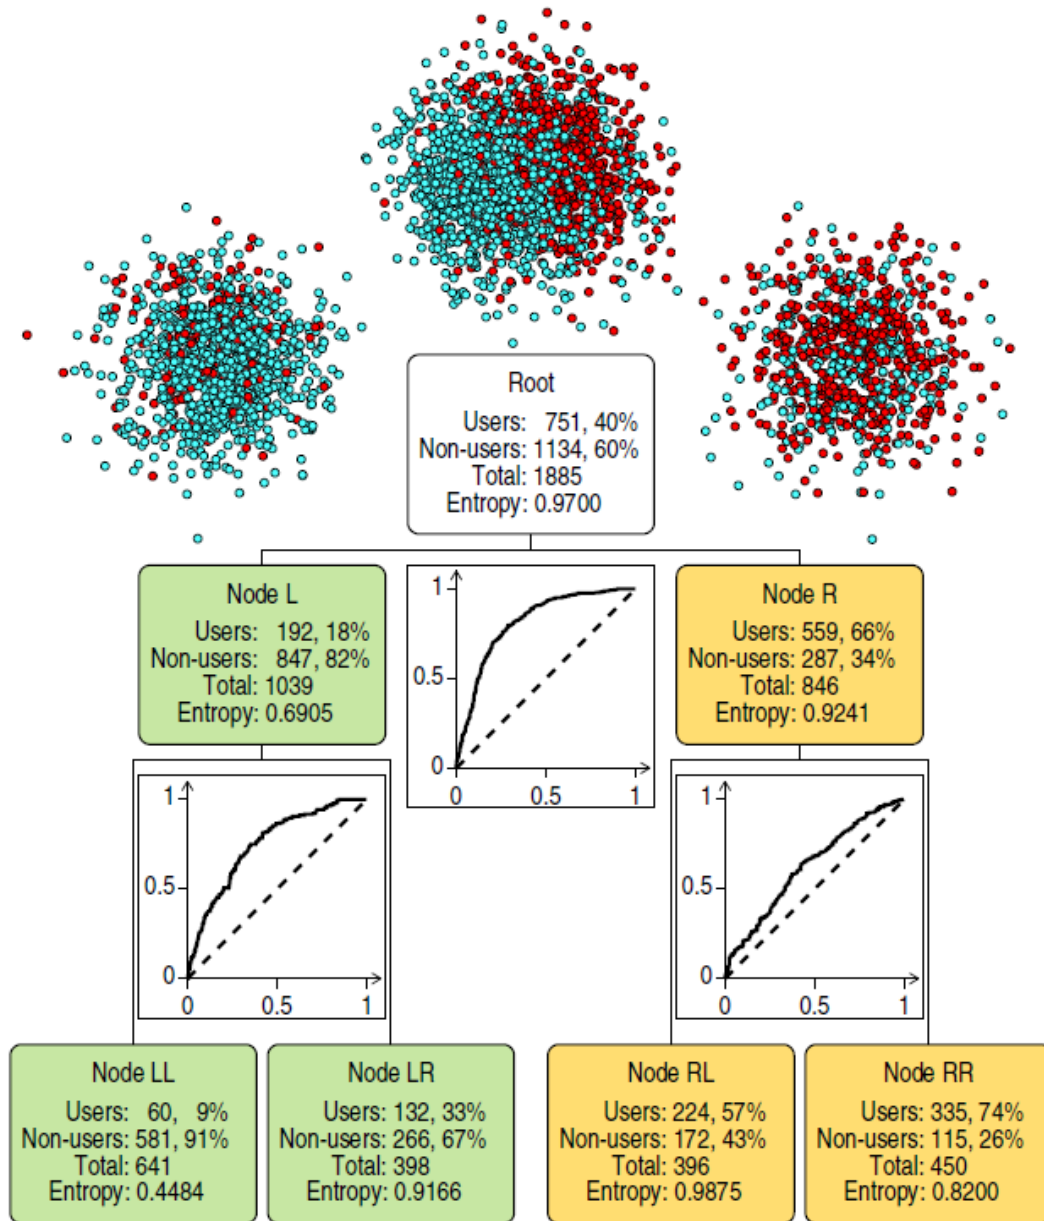 Root
Users: 751, 40%
Non-users: 1134, 60%
Total: 1885
Entropy: 0.9700
Node L
Users: 192, 18%
Non-users: 847, 82%
Total: 1039
Entropy: 0.6905
1
0.5
0
0 0.5 1
Node R
Users: 559, 66%
Non-users: 287, 34%
Total: 846
Entropy: 0.9241
1
0.5
0
0 0.5 1
1
0.5
0
0 0.5 1
Node LL
Users: 60, 9%
Non-users: 581, 91%
Total: 641
Entropy: 0.4484
Node LR
Users: 132, 33%
Non-users: 266, 67%
Total: 398
Entropy: 0.9166
Node RL
Users: 224, 57%
Non-users: 172, 43%
Total: 396
Entropy: 0.9875
Node RR
Users: 335, 74%
Non-users: 115, 26%
Total: 450
Entropy: 0.8200